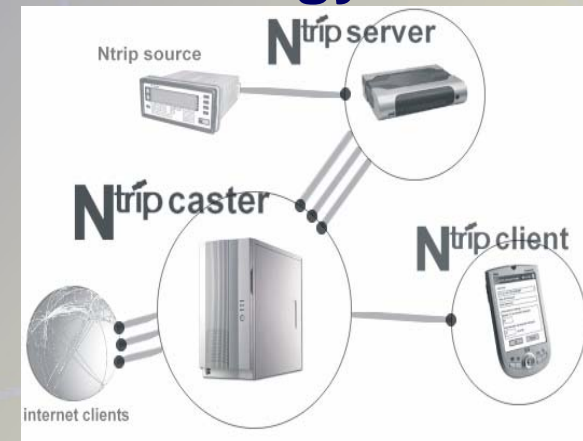 Ntrip source
Ntrip server
Ntrip caster
Ntrip client
internet clients